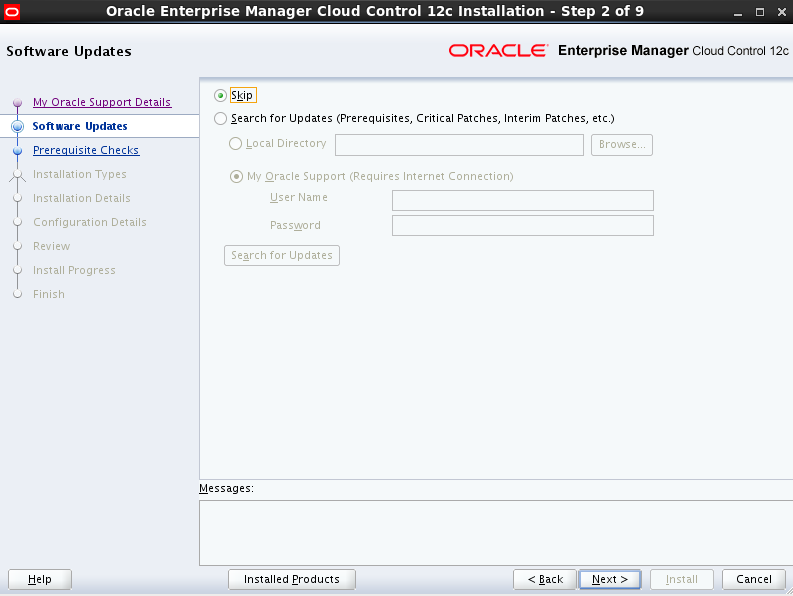 Oracle Enterprise Manager Cloud Control 12c Installation - Step 2 of 9
Software Updates
ORACLE Enterprise Manager Cloud Control 12c
My Oracle Support Details
Software Updates
Prerequisite Checks
Installation Types
Installation Details
Configuration Details
Review
Install Progress
Finish
Skip
Search for Updates (Prerequisites, Critical Patches, Interim Patches, etc.)
Local Directory
Browse...
My Oracle Support (Requires Internet Connection)
User Name
Password
Search for Updates
Messages:
Help
Installed Products
< Back
Next >
Install
Cancel